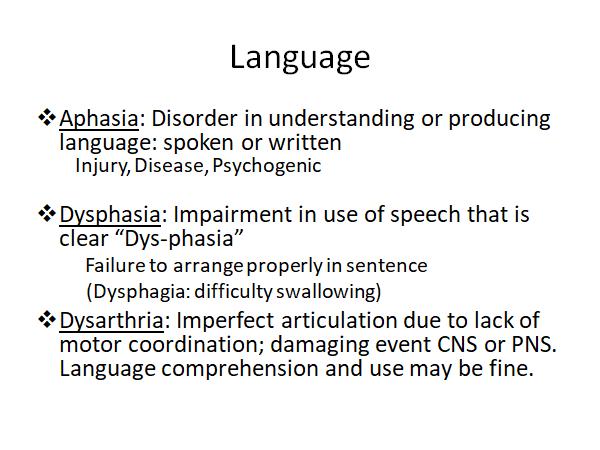 Language
❖Aphasia: Disorder in understanding or producing
language: spoken or written
Injury, Disease, Psychogenic
❖Dysphasia: Impairment in use of speech that is
clear “Dys-phasia”
Failure to arrange properly in sentence
(Dysphagia: difficulty swallowing)
❖Dysarthria: Imperfect articulation due to lack of
motor coordination; damaging event CNS or PNS.
Language comprehension and use may be fine.